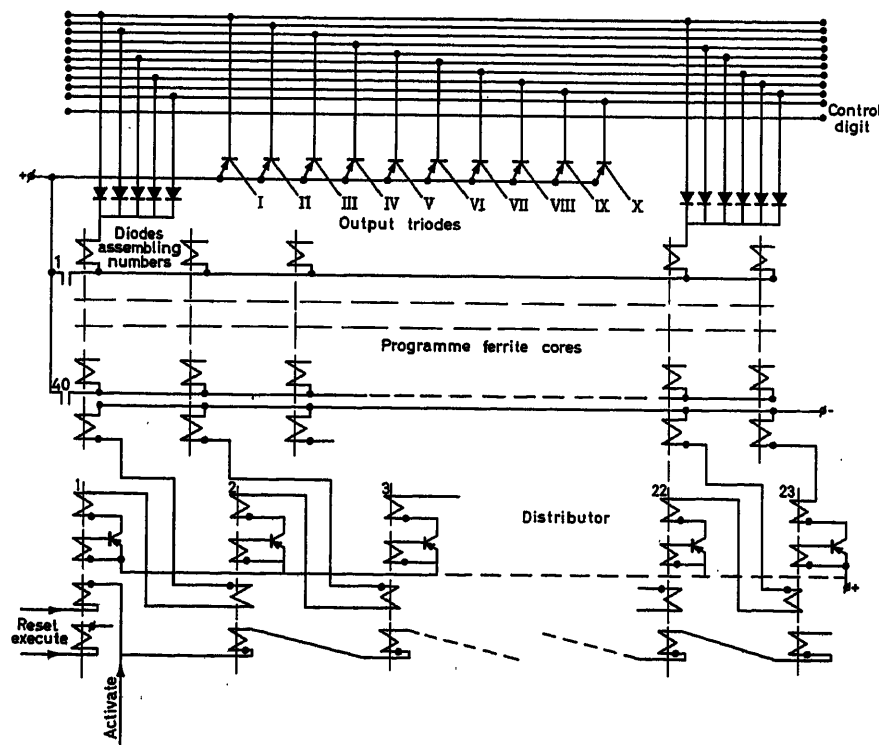 Control
digit
+
I II III IV V VI VII VIII IX X
Output triodes
Diodes
assembling
numbers
1
Programme ferrite cores
40
-
1 2 3 22 23
Distributor
+
Reset
execute
Activate